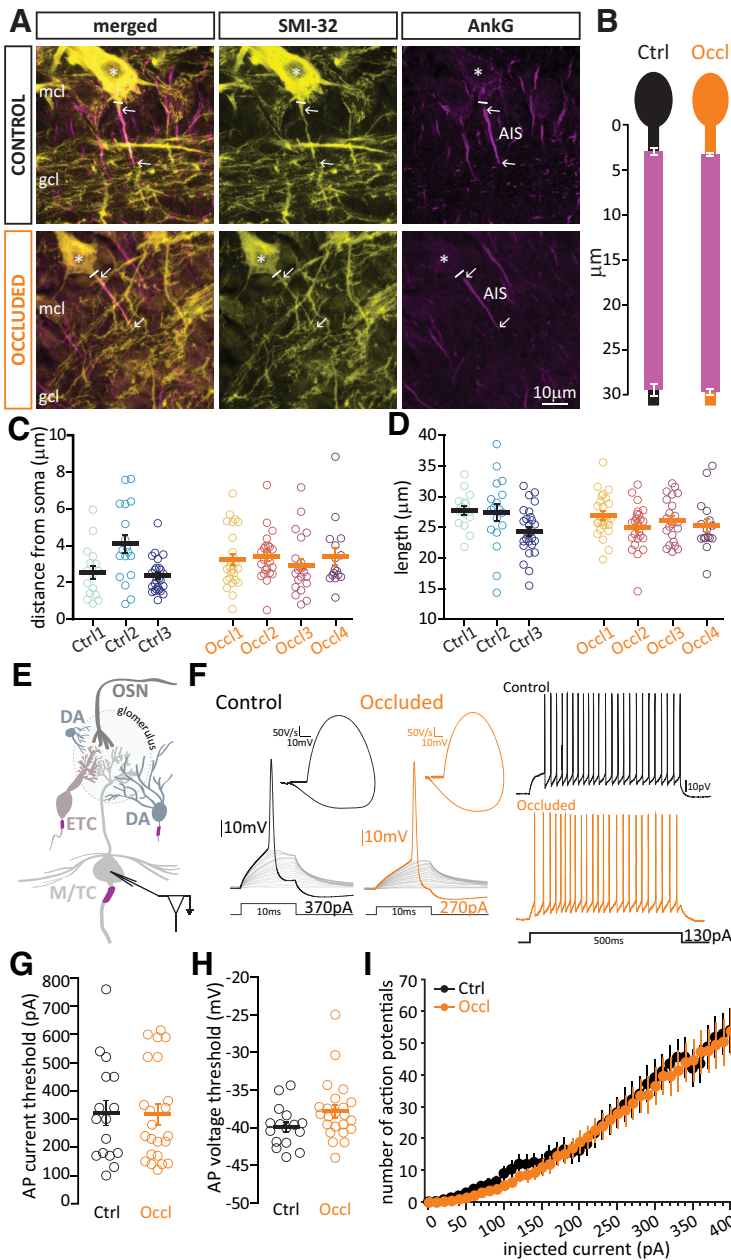 A
merged
SMI-32
AnkG
CONTROL
mcl
gcl
*
*
*
AIS
OCCLUDED
mcl
gcl
*
*
*
AIS
10μm
B
Ctrl
Occl
0
5
10
15
20
25
30
μm
C
distance from soma (μm)
10
8
6
4
2
0
Ctrl1
Ctrl2
Ctrl3
Occl1
Occl2
Occl3
Occl4
D
length (μm)
40
35
30
25
20
15
10
Ctrl1
Ctrl2
Ctrl3
Occl1
Occl2
Occl3
Occl4
E
OSN
DA
glomerulus
ETC
DA
M/TC
F
Control
50V/s
10mV
10mV
10ms
370pA
Occluded
50V/s
10mV
10mV
10ms
270pA
Control
10pV
Occluded
500ms
130pA
G
AP current threshold (pA)
800
700
600
500
400
300
200
100
0
Ctrl
Occl
H
AP voltage threshold (mV)
-20
-25
-30
-35
-40
-45
-50
Ctrl
Occl
I
Ctrl
Occl
number of action potentials
70
60
50
40
30
20
10
0
0 50 100 150 200 250 300 350 400
injected current (pA)